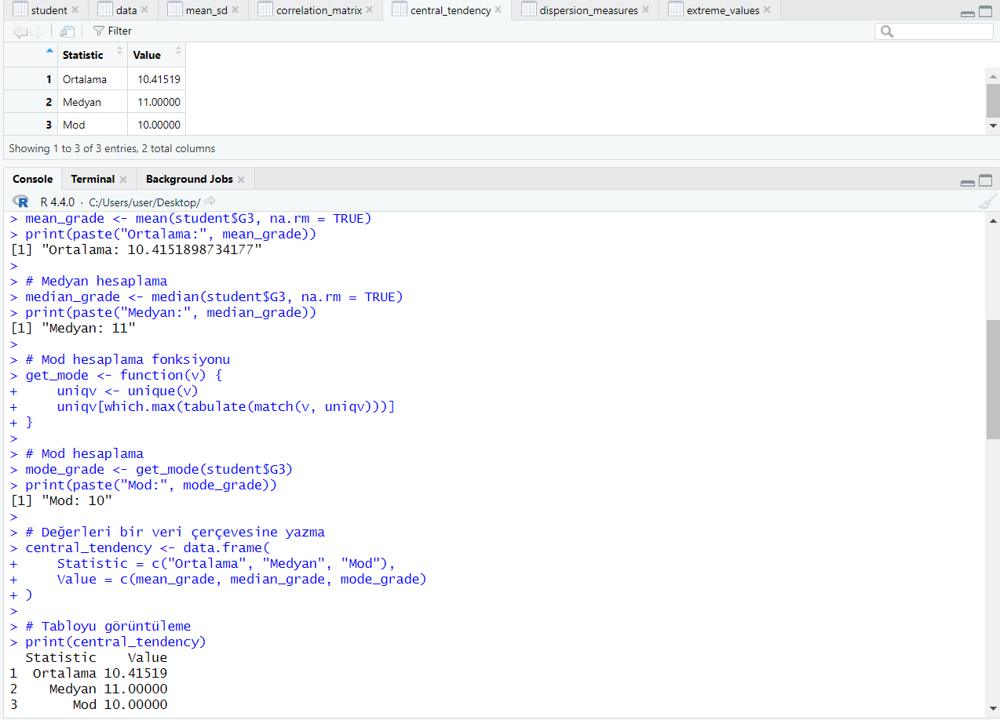 student data mean_sd correlation_matrix central_tendency dispersion_measures extreme_values
Filter
Statistic Value
1 Ortalama 10.41519
2 Medyan 11.00000
3 Mod 10.00000
Showing 1 to 3 of 3 entries, 2 total columns
Console Terminal Background Jobs
R R 4.4.0 · C:/Users/user/Desktop/
> mean_grade <- mean(student$G3, na.rm = TRUE)
> print(paste("Ortalama:", mean_grade))
[1] "Ortalama: 10.4151898734177"
>
> # Medyan hesaplama
> median_grade <- median(student$G3, na.rm = TRUE)
> print(paste("Medyan:", median_grade))
[1] "Medyan: 11"
>
> # Mod hesaplama fonksiyonu
> get_mode <- function(v) {
+     uniqv <- unique(v)
+     uniqv[which.max(tabulate(match(v, uniqv)))]
+ }
>
> # Mod hesaplama
> mode_grade <- get_mode(student$G3)
> print(paste("Mod:", mode_grade))
[1] "Mod: 10"
>
> # Değerleri bir veri çerçevesine yazma
> central_tendency <- data.frame(
+     Statistic = c("Ortalama", "Medyan", "Mod"),
+     Value = c(mean_grade, median_grade, mode_grade)
+ )
>
> # Tabloyu görüntüleme
> print(central_tendency)
  Statistic    Value
1  Ortalama 10.41519
2    Medyan 11.00000
3       Mod 10.00000